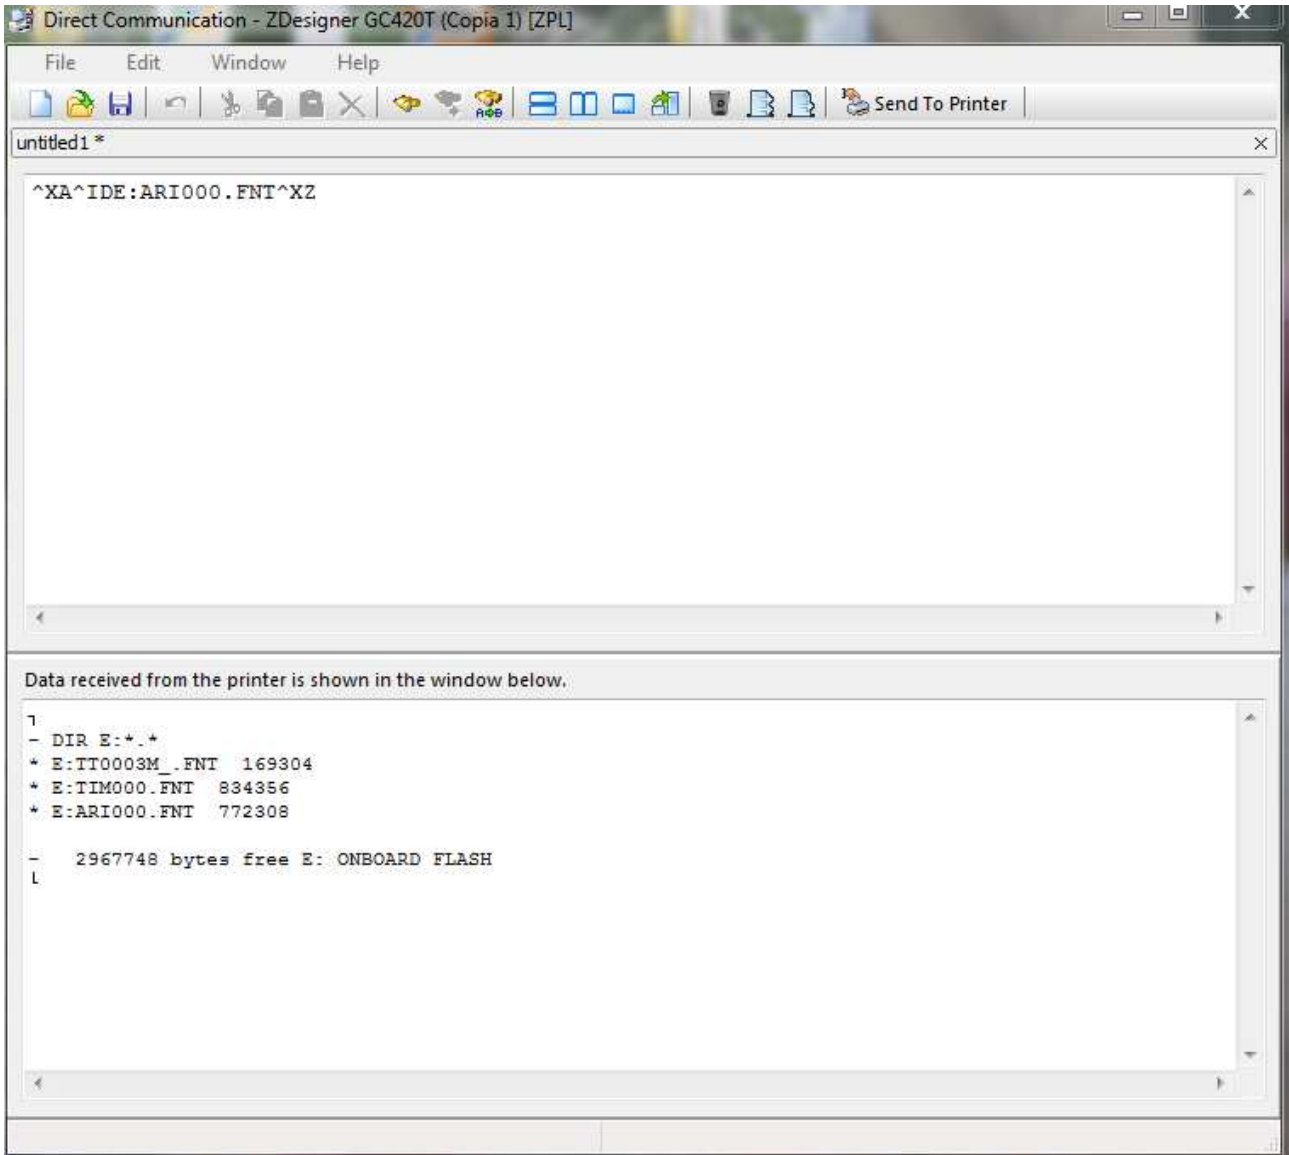 Direct Communication - ZDesigner GC420T (Copia 1) [ZPL]
File Edit Window Help
Send To Printer
untitled1 *
^XA^IDE:ARI000.FNT^XZ
Data received from the printer is shown in the window below.
- DIR E:*.*
* E:TT0003M_.FNT 169304
* E:TIM000.FNT 834356
* E:ARI000.FNT 772308
- 2967748 bytes free E: ONBOARD FLASH